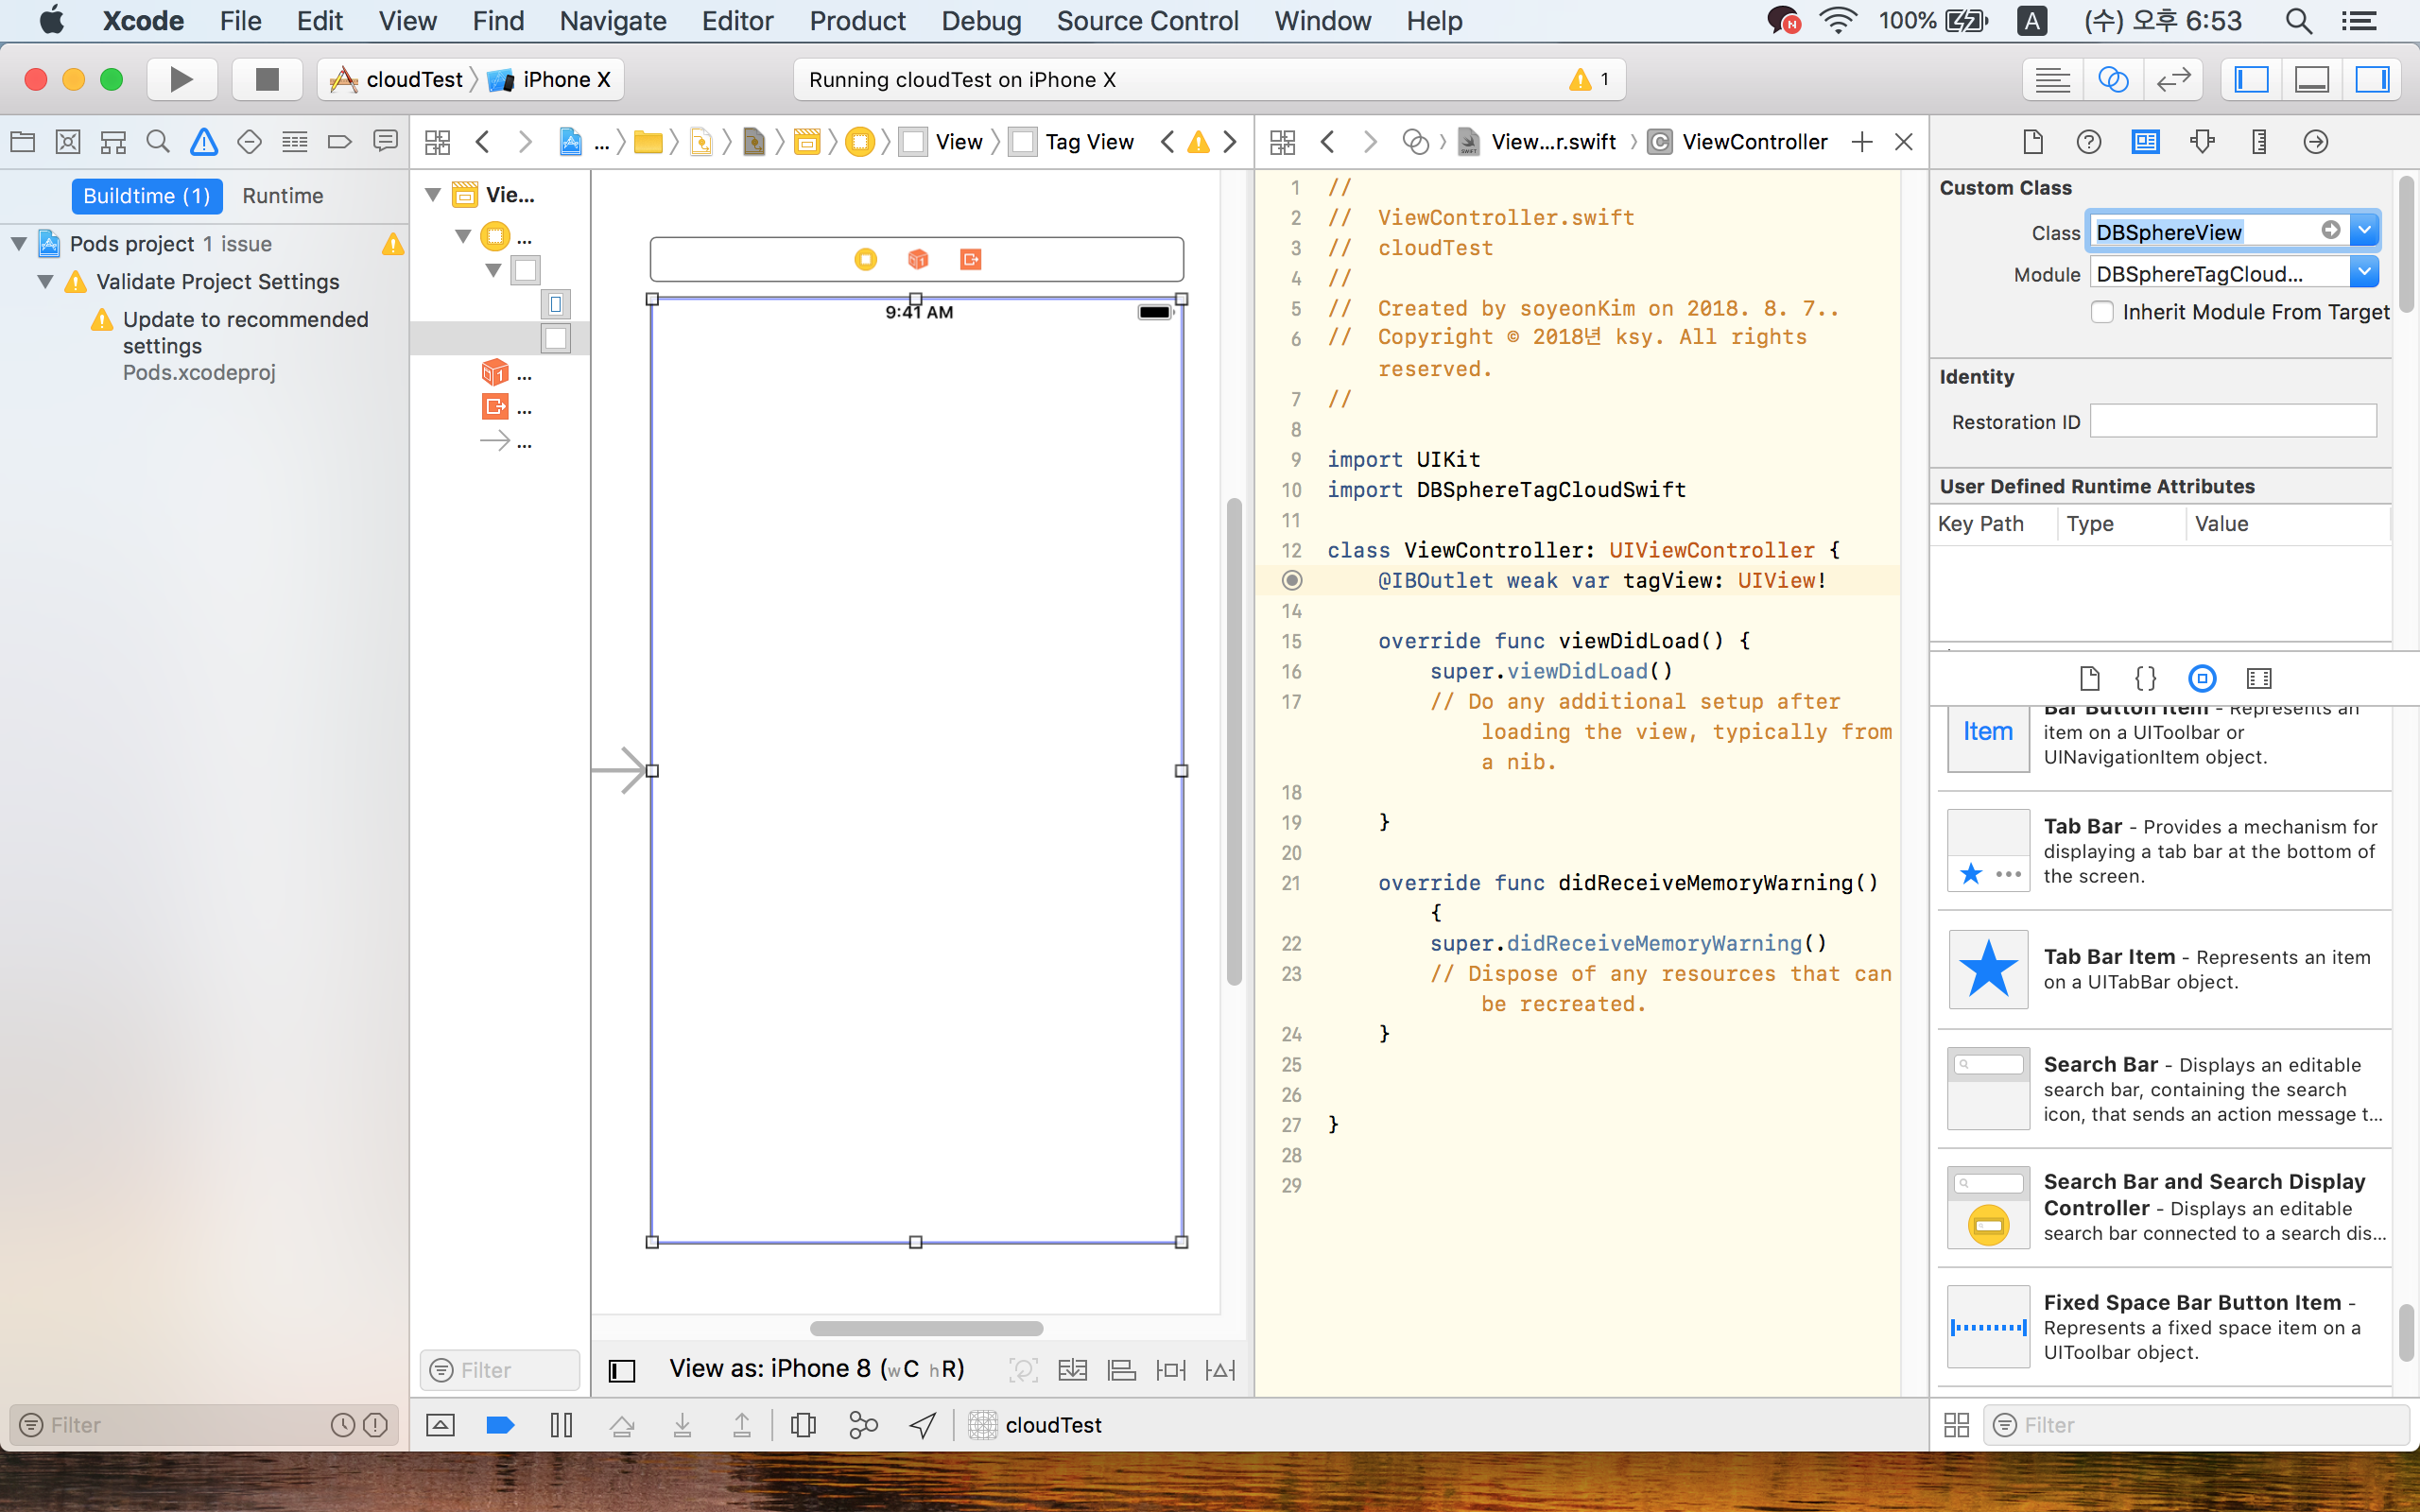 Xcode File Edit View Find Navigate Editor Product Debug Source Control Window Help 100% A (수) 오후 6:53
cloudTest iPhone X
Running cloudTest on iPhone X
1
... View Tag View
View...r.swift ViewController
Buildtime (1) Runtime
Pods project 1 issue
Validate Project Settings
Update to recommended
settings
Pods.xcodeproj
Filter
Vie...
...
...
...
...
Filter
9:41 AM
View as: iPhone 8 (wC hR)
cloudTest
1 //
2 //  ViewController.swift
3 //  cloudTest
4 //
5 //  Created by soyeonKim on 2018. 8. 7..
6 //  Copyright © 2018년 ksy. All rights
reserved.
7 //
8
9 import UIKit
10 import DBSphereTagCloudSwift
11
12 class ViewController: UIViewController {
@IBOutlet weak var tagView: UIView!
14
15 override func viewDidLoad() {
16 super.viewDidLoad()
17 // Do any additional setup after
loading the view, typically from
a nib.
18
19 }
20
21 override func didReceiveMemoryWarning()
{
22 super.didReceiveMemoryWarning()
23 // Dispose of any resources that can
be recreated.
24 }
25
26
27 }
28
29
Custom Class
Class DBSphereView
Module DBSphereTagCloud...
Inherit Module From Target
Identity
Restoration ID
User Defined Runtime Attributes
Key Path Type Value
{}
Item
Bar Button Item - Represents an
item on a UIToolbar or
UINavigationItem object.
Tab Bar - Provides a mechanism for
displaying a tab bar at the bottom of
the screen.
Tab Bar Item - Represents an item
on a UITabBar object.
Search Bar - Displays an editable
search bar, containing the search
icon, that sends an action message t...
Search Bar and Search Display
Controller - Displays an editable
search bar connected to a search dis...
Fixed Space Bar Button Item -
Represents a fixed space item on a
UIToolbar object.
Filter